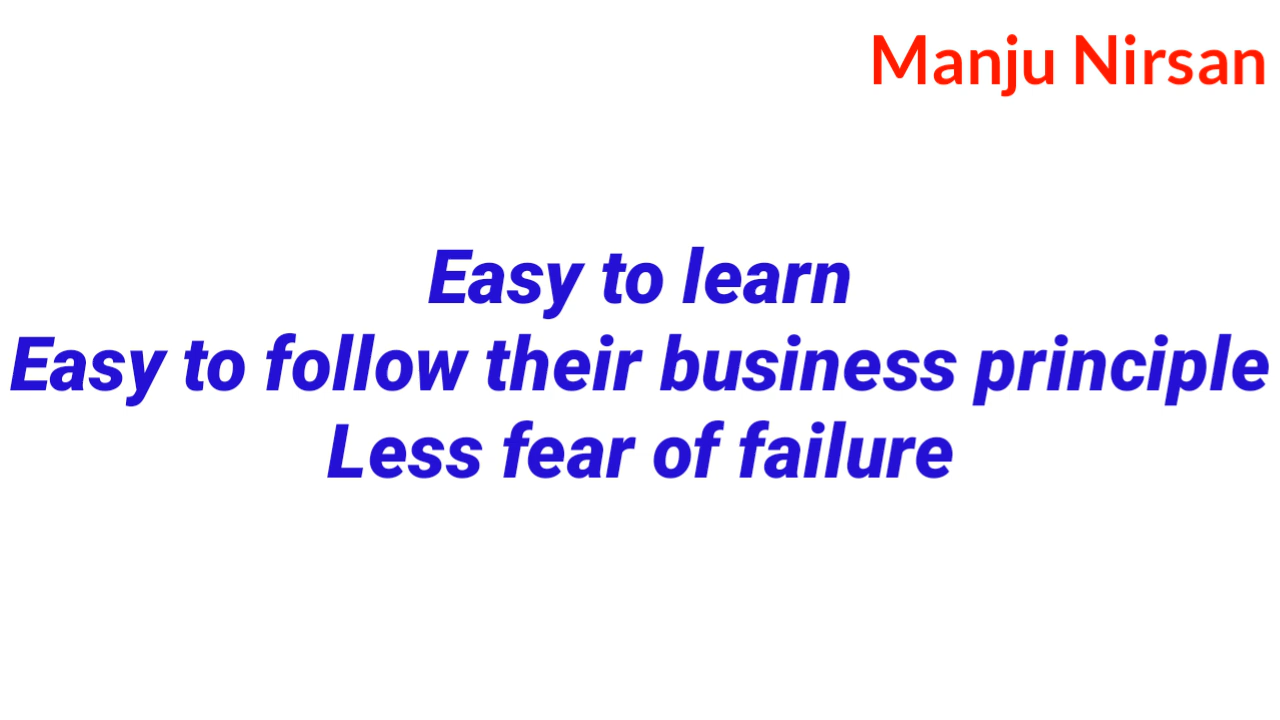 Manju Nirsan
Easy to learn
Easy to follow their business principle
Less fear of failure